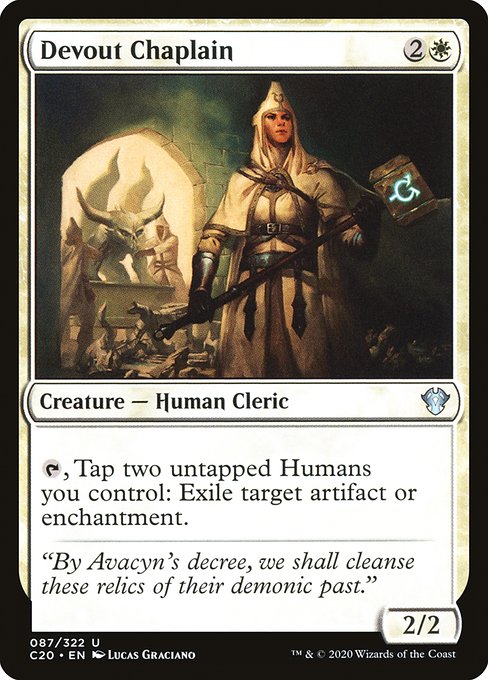 Devout Chaplain 2
Creature — Human Cleric
, Tap two untapped Humans
you control: Exile target artifact or
enchantment.
“By Avacyn’s decree, we shall cleanse
these relics of their demonic past.”
2/2
087/322 U
C20 • EN Lucas Graciano
™ & © 2020 Wizards of the Coast